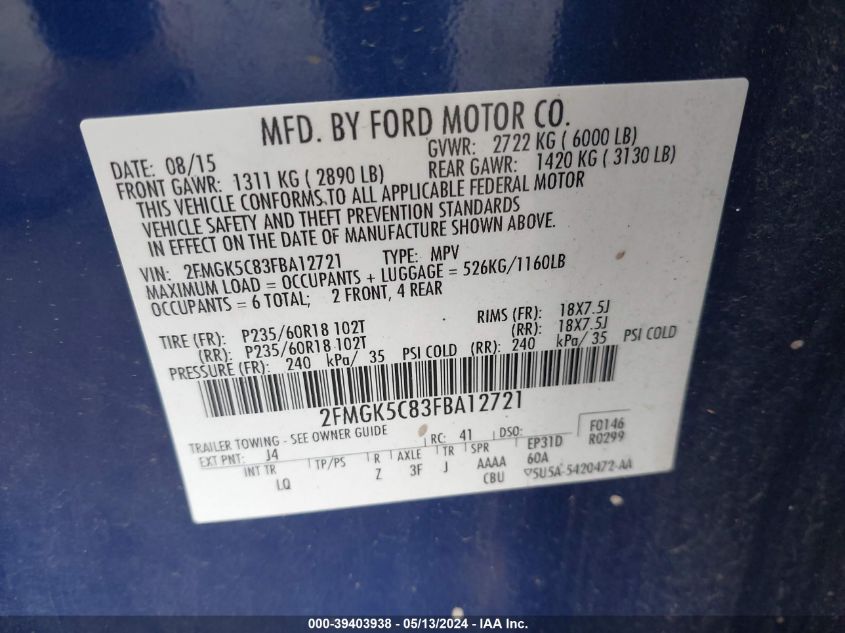 MFD. BY FORD MOTOR CO.
DATE: 08/15 GVWR: 2722 KG ( 6000 LB)
FRONT GAWR: 1311 KG ( 2890 LB) REAR GAWR: 1420 KG ( 3130 LB)
THIS VEHICLE CONFORMS TO ALL APPLICABLE FEDERAL MOTOR
VEHICLE SAFETY AND THEFT PREVENTION STANDARDS
IN EFFECT ON THE DATE OF MANUFACTURE SHOWN ABOVE.
VIN: 2FMGK5C83FBA12721 TYPE: MPV
MAXIMUM LOAD = OCCUPANTS + LUGGAGE = 526KG/1160LB
OCCUPANTS = 6 TOTAL; 2 FRONT, 4 REAR
TIRE (FR): P235/60R18 102T RIMS (FR): 18X7.5J
(RR): P235/60R18 102T (RR): 18X7.5J
PRESSURE (FR): 240 kPa/ 35 PSI COLD (RR): 240 kPa/ 35 PSI COLD
2FMGK5C83FBA12721
TRAILER TOWING - SEE OWNER GUIDE RC: 41 DSO: F0146
EXT PNT: J4 EP31D R0299
INT TR TP/PS R AXLE TR SPR 60A
LQ Z 3F J AAAA
CBU 5U5A-5420472-AA
000-39403938 - 05/13/2024 - IAA Inc.